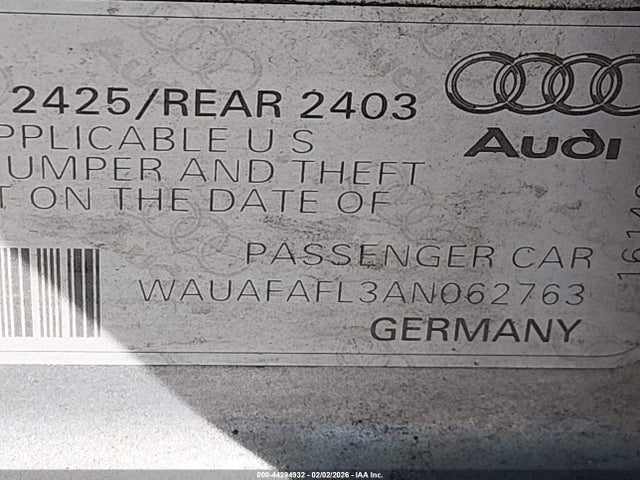 2425/REAR 2403
PPLICABLE U S
UMPER AND THEFT
T ON THE DATE OF
Audi
PASSENGER CAR
WAUAFAFL3AN062763
GERMANY
000-44294932 - 02/02/2026 - IAA Inc.